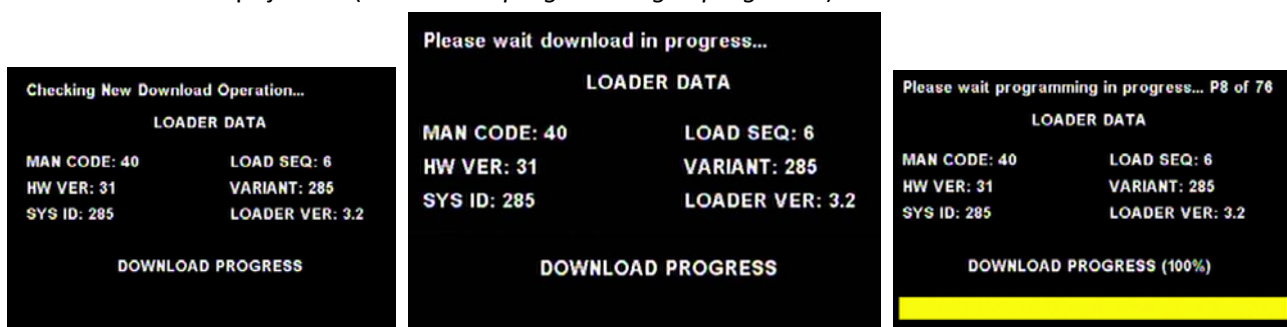 Checking New Download Operation...
LOADER DATA
MAN CODE: 40 LOAD SEQ: 6
HW VER: 31 VARIANT: 285
SYS ID: 285 LOADER VER: 3.2
DOWNLOAD PROGRESS
Please wait download in progress...
LOADER DATA
MAN CODE: 40 LOAD SEQ: 6
HW VER: 31 VARIANT: 285
SYS ID: 285 LOADER VER: 3.2
DOWNLOAD PROGRESS
Please wait programming in progress... P8 of 76
LOADER DATA
MAN CODE: 40 LOAD SEQ: 6
HW VER: 31 VARIANT: 285
SYS ID: 285 LOADER VER: 3.2
DOWNLOAD PROGRESS (100%)